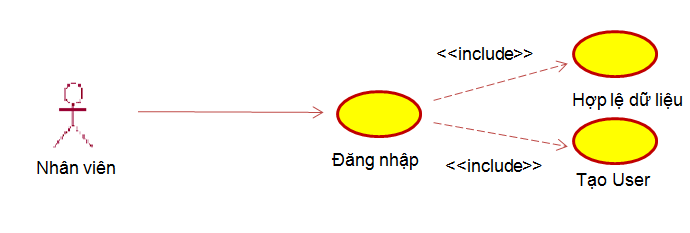 <<include>>
Hợp lệ dữ liệu
Nhân viên
Đăng nhập
<<include>>
Tạo User